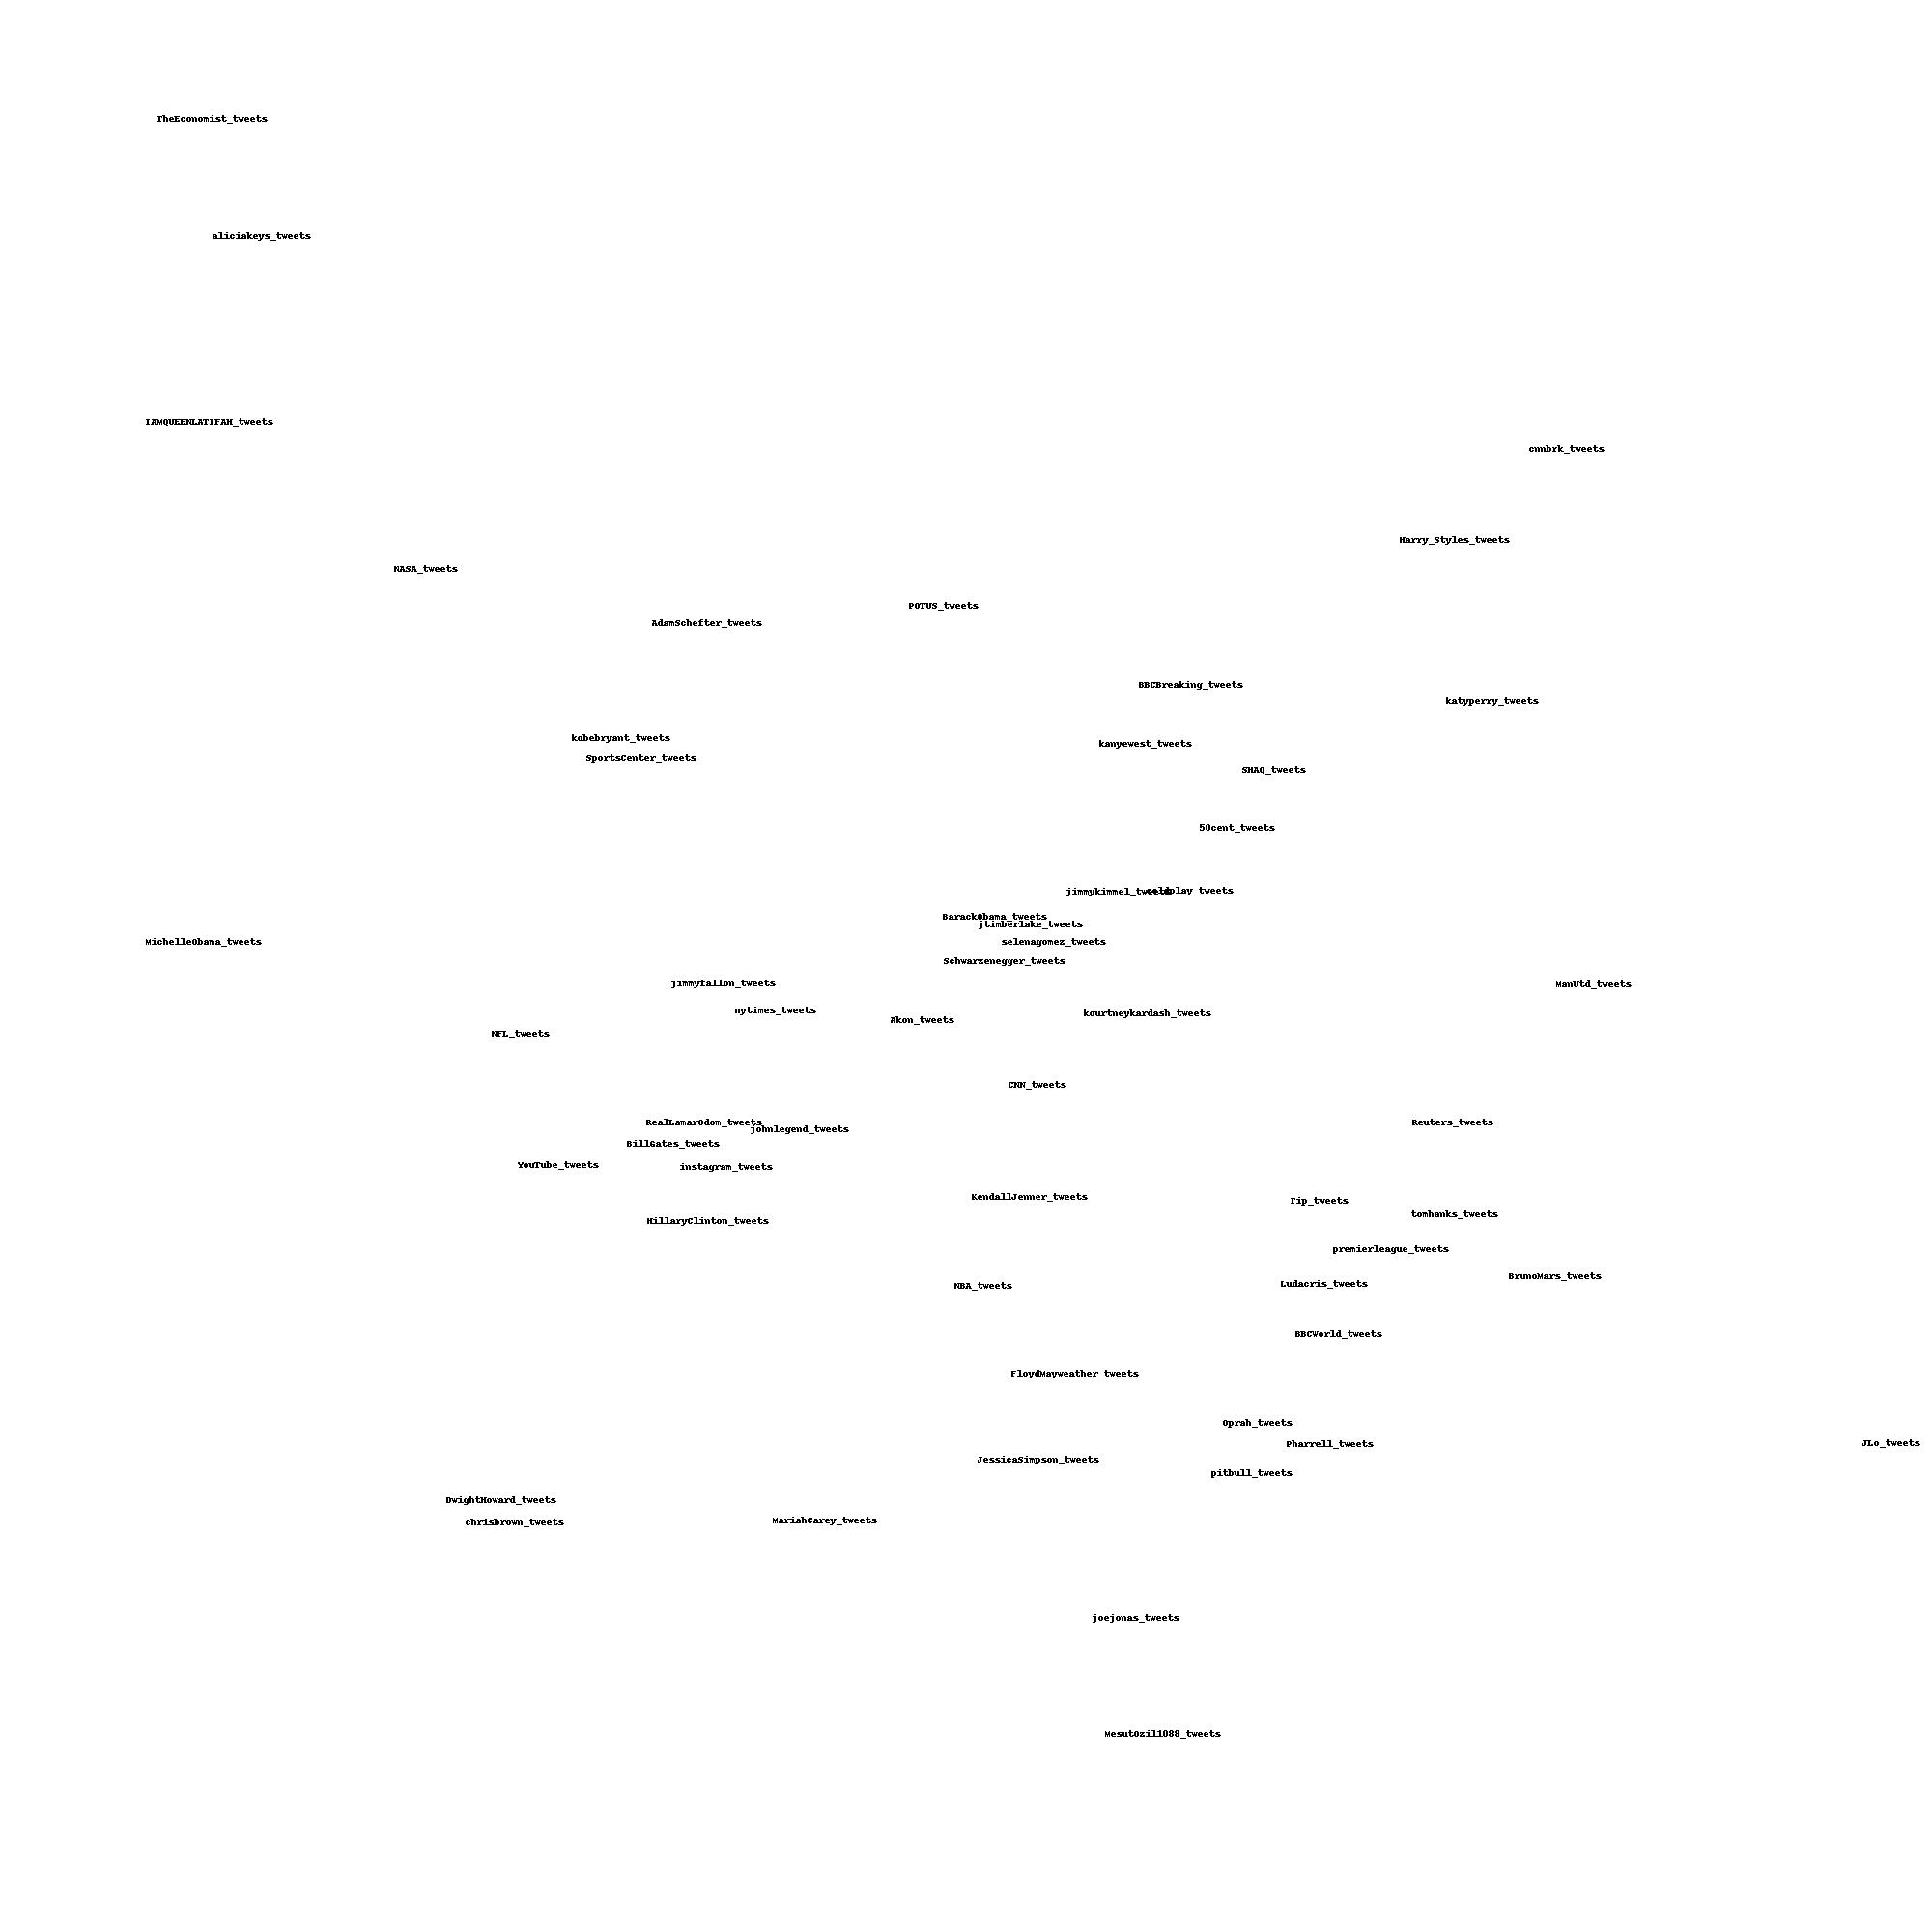 TheEconomist_tweets
aliciakeys_tweets
IAMQUEENLATIFAH_tweets
cnnbrk_tweets
Harry_Styles_tweets
NASA_tweets
POTUS_tweets
AdamSchefter_tweets
BBCBreaking_tweets
katyperry_tweets
kobebryant_tweets
kanyewest_tweets
SportsCenter_tweets
SHAQ_tweets
50cent_tweets
jimmykimmel_tweets
coldplay_tweets
BarackObama_tweets
jtimberlake_tweets
MichelleObama_tweets
selenagomez_tweets
Schwarzenegger_tweets
jimmyfallon_tweets
ManUtd_tweets
nytimes_tweets
kourtneykardash_tweets
Akon_tweets
NFL_tweets
CNN_tweets
RealLamarOdom_tweets
Reuters_tweets
johnlegend_tweets
BillGates_tweets
YouTube_tweets
instagram_tweets
KendallJenner_tweets
Tip_tweets
tomhanks_tweets
HillaryClinton_tweets
premierleague_tweets
BrunoMars_tweets
Ludacris_tweets
NBA_tweets
BBCWorld_tweets
FloydMayweather_tweets
Oprah_tweets
Pharrell_tweets
JLo_tweets
JessicaSimpson_tweets
pitbull_tweets
DwightHoward_tweets
MariahCarey_tweets
chrisbrown_tweets
joejonas_tweets
MesutOzil1088_tweets